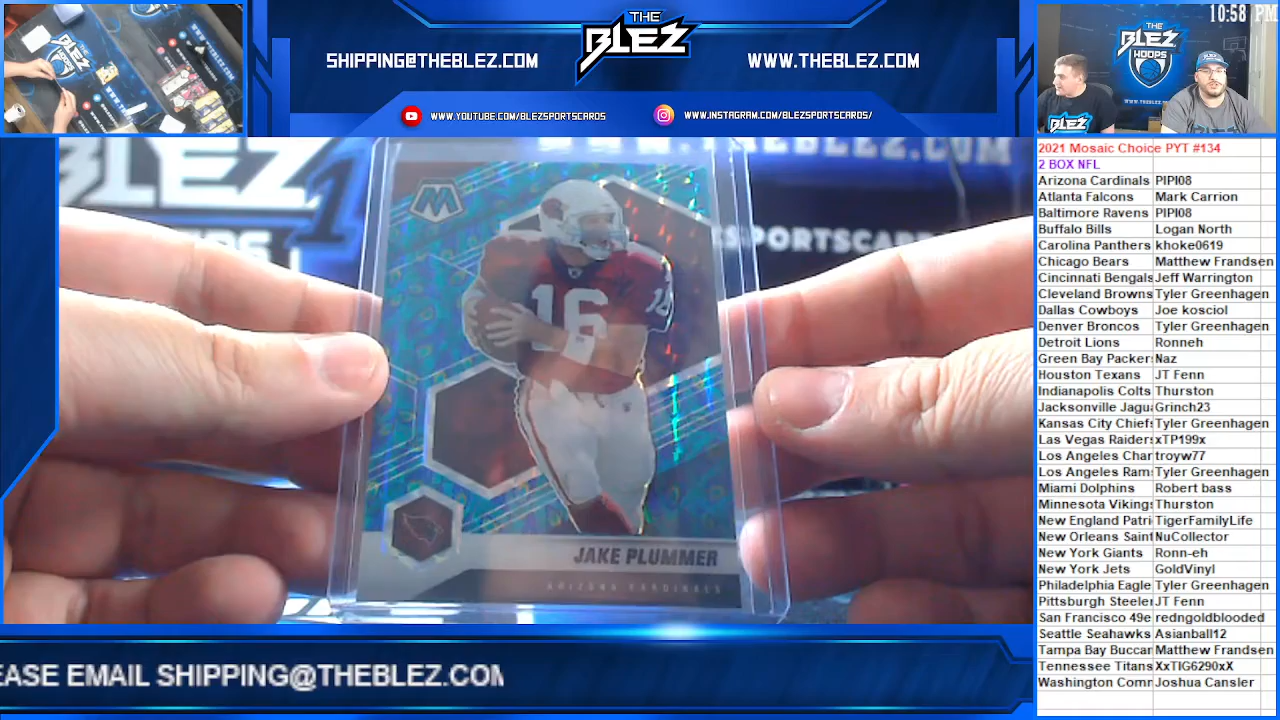 THE
BLEZ
SHIPPING@THEBLEZ.COM
WWW.THEBLEZ.COM
WWW.YOUTUBE.COM/BLEZSPORTSCARDS
WWW.INSTAGRAM.COM/BLEZSPORTSCARDS/
10:58 PM
THE
BLEZ
HOOPS
BLEZ
BLEZ
WWW.THEBLEZ.COM
16
JAKE PLUMMER
ARIZONA CARDINALS
EASE EMAIL SHIPPING@THEBLEZ.COM
2021 Mosaic Choice PYT #134
2 BOX NFL
Arizona Cardinals PIPI08
Atlanta Falcons Mark Carrion
Baltimore Ravens PIPI08
Buffalo Bills Logan North
Carolina Panthers khoke0619
Chicago Bears Matthew Frandsen
Cincinnati Bengals Jeff Warrington
Cleveland Browns Tyler Greenhagen
Dallas Cowboys Joe kosciol
Denver Broncos Tyler Greenhagen
Detroit Lions Ronneh
Green Bay Packer Naz
Houston Texans JT Fenn
Indianapolis Colts Thurston
Jacksonville Jagu Grinch23
Kansas City Chief Tyler Greenhagen
Las Vegas Raider xTP199x
Los Angeles Char troyw77
Los Angeles Ram Tyler Greenhagen
Miami Dolphins Robert bass
Minnesota Viking Thurston
New England Patri TigerFamilyLife
New Orleans Saint NuCollector
New York Giants Ronn-eh
New York Jets GoldVinyl
Philadelphia Eagle Tyler Greenhagen
Pittsburgh Steeler JT Fenn
San Francisco 49e redngoldblooded
Seattle Seahawks Asianball12
Tampa Bay Buccar Matthew Frandsen
Tennessee Titans XxTIG6290xX
Washington Comm Joshua Cansler